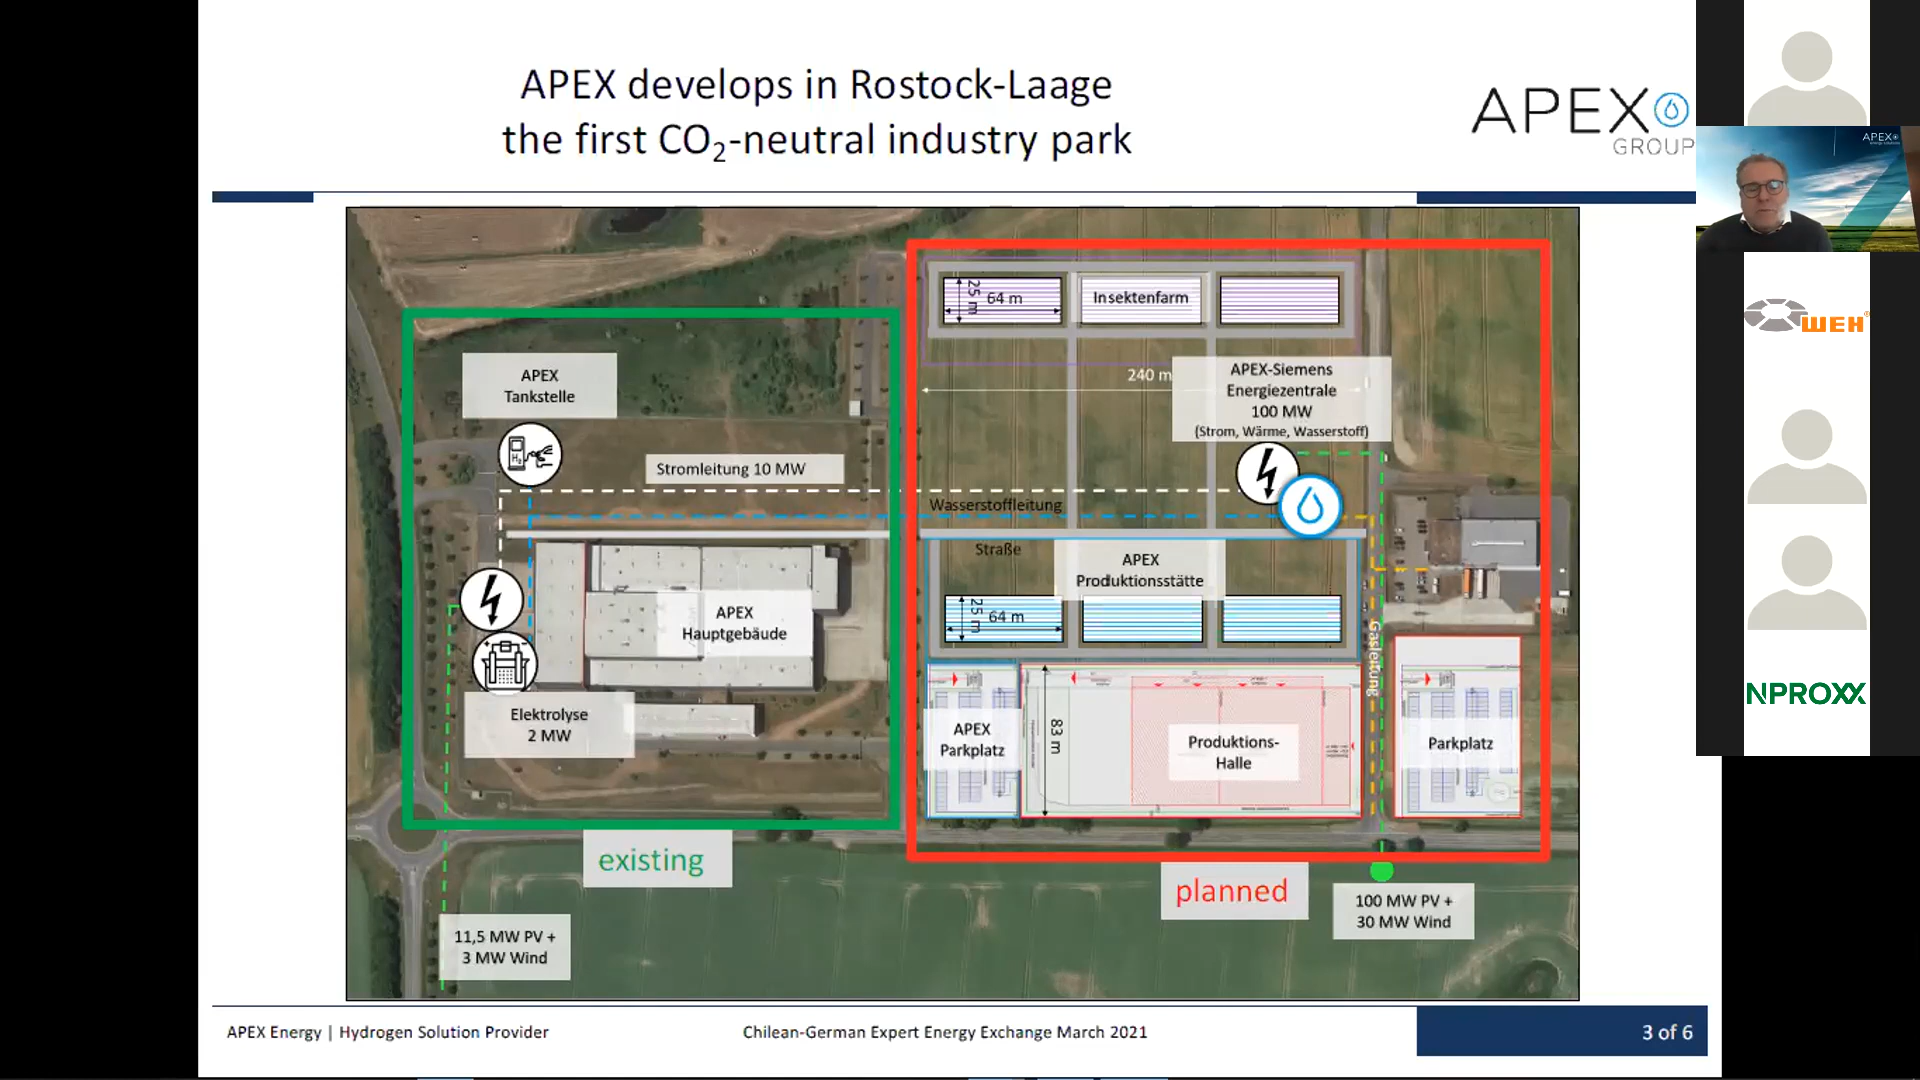 APEX develops in Rostock-Laage
the first CO₂-neutral industry park
APEX
GROUP
APEX
WEH
NPROXX
25 m
64 m
Insektenfarm
240 m
APEX-Siemens
Energiezentrale
100 MW
(Strom, Wärme, Wasserstoff)
APEX
Tankstelle
H₂
Stromleitung 10 MW
Wasserstoffleitung
Straße
APEX
Produktionsstätte
25 m
64 m
APEX
Hauptgebäude
Elektrolyse
2 MW
Gasleitung
APEX
Parkplatz
83 m
Produktions-
Halle
Parkplatz
existing
planned
11,5 MW PV +
3 MW Wind
100 MW PV +
30 MW Wind
APEX Energy | Hydrogen Solution Provider
Chilean-German Expert Energy Exchange March 2021
3 of 6